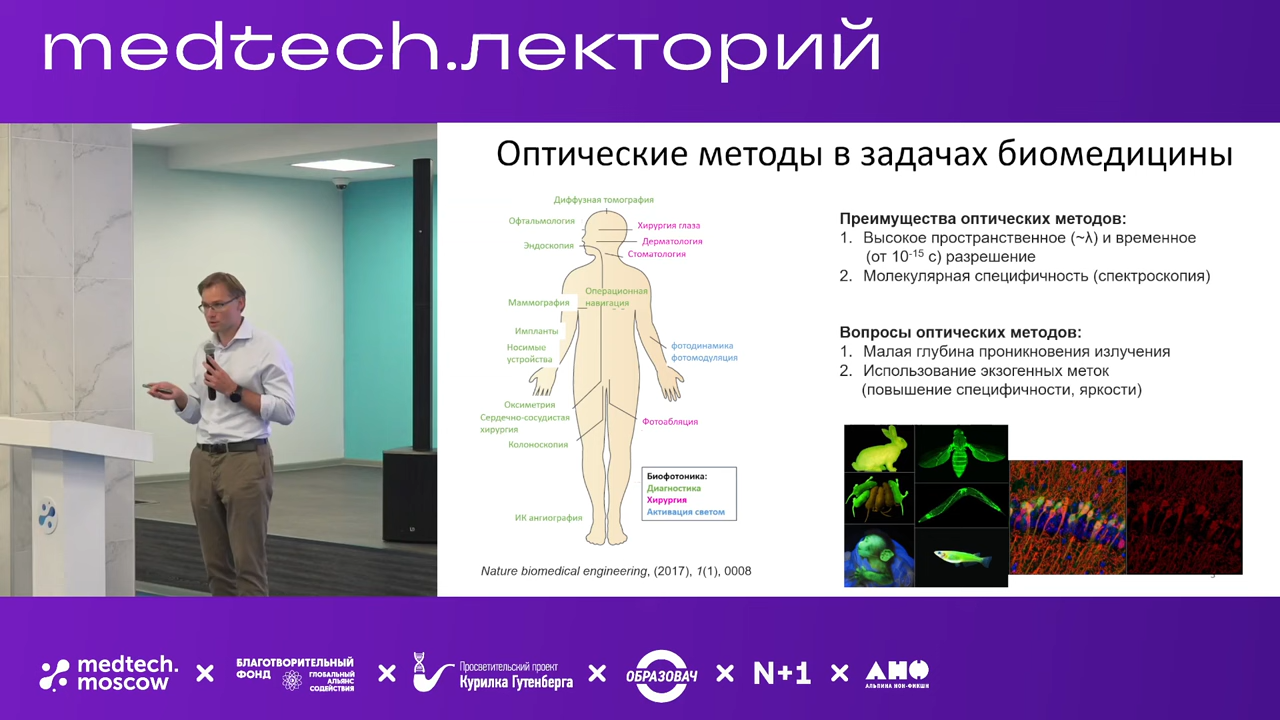 medtech.лекторий
Оптические методы в задачах биомедицины
Диффузная томография
Офтальмология
Хирургия глаза
Эндоскопия
Дерматология
Стоматология
Операционная
навигация
Маммография
Импланты
Носимые
устройства
фотодинамика
фотомодуляция
Оксиметрия
Сердечно-сосудистая
хирургия
Колоноскопия
Фотоабляция
ИК ангиография
Биофотоника:
Диагностика
Хирургия
Активация светом
Nature biomedical engineering, (2017), 1(1), 0008
Преимущества оптических методов:
1. Высокое пространственное (~λ) и временное
(от 10⁻¹⁵ с) разрешение
2. Молекулярная специфичность (спектроскопия)
Вопросы оптических методов:
1. Малая глубина проникновения излучения
2. Использование экзогенных меток
(повышение специфичности, яркости)
medtech.
moscow
×
БЛАГОТВОРИТЕЛЬНЫЙ
ФОНД
ГЛОБАЛЬНЫЙ
АЛЬЯНС
СОДЕЙСТВИЯ
×
Просветительский проект
Курилка Гутенберга
×
ОБРАЗОВАЧ
×
N+1
×
АНФ
АЛЬПИНА НОН-ФИКШН